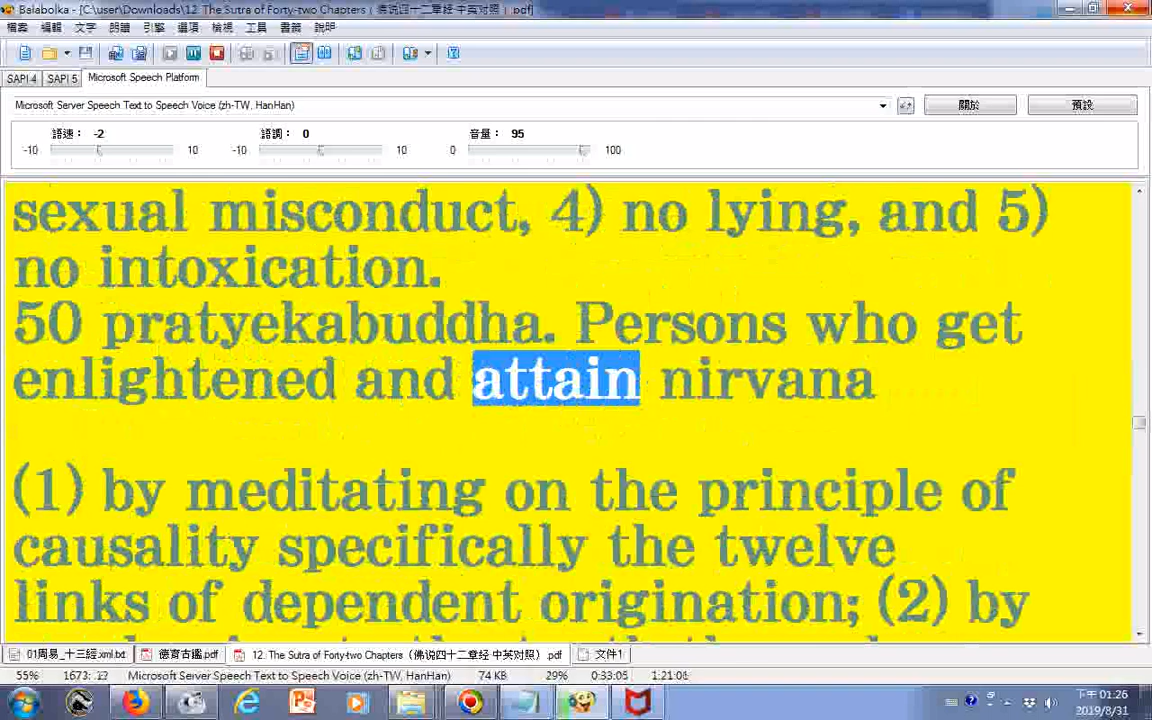 Balabolka - [C:\user\Downloads\12. The Sutra of Forty-two Chapters（佛说四十二章经·中英对照）.pdf]
檔案 編輯 文字 朗讀 引擎 選項 檢視 工具 書簽 說明
SAPI 4 SAPI 5 Microsoft Speech Platform
Microsoft Server Speech Text to Speech Voice (zh-TW, HanHan) 關於 預設
語速： -2 語調： 0 音量： 95
-10 10 -10 10 0 100
sexual misconduct, 4) no lying, and 5)
no intoxication.
50 pratyekabuddha. Persons who get
enlightened and attain nirvana
(1) by meditating on the principle of
causality specifically the twelve
links of dependent origination; (2) by
01周易_十三經.xml.txt 德育古鑑.pdf 12. The Sutra of Forty-two Chapters（佛说四十二章经·中英对照）.pdf 文件1
55% 1673: 12 Microsoft Server Speech Text to Speech Voice (zh-TW, HanHan) 74 KB 29% 0:33:05 1:21:06
下午 01:26
2019/8/31